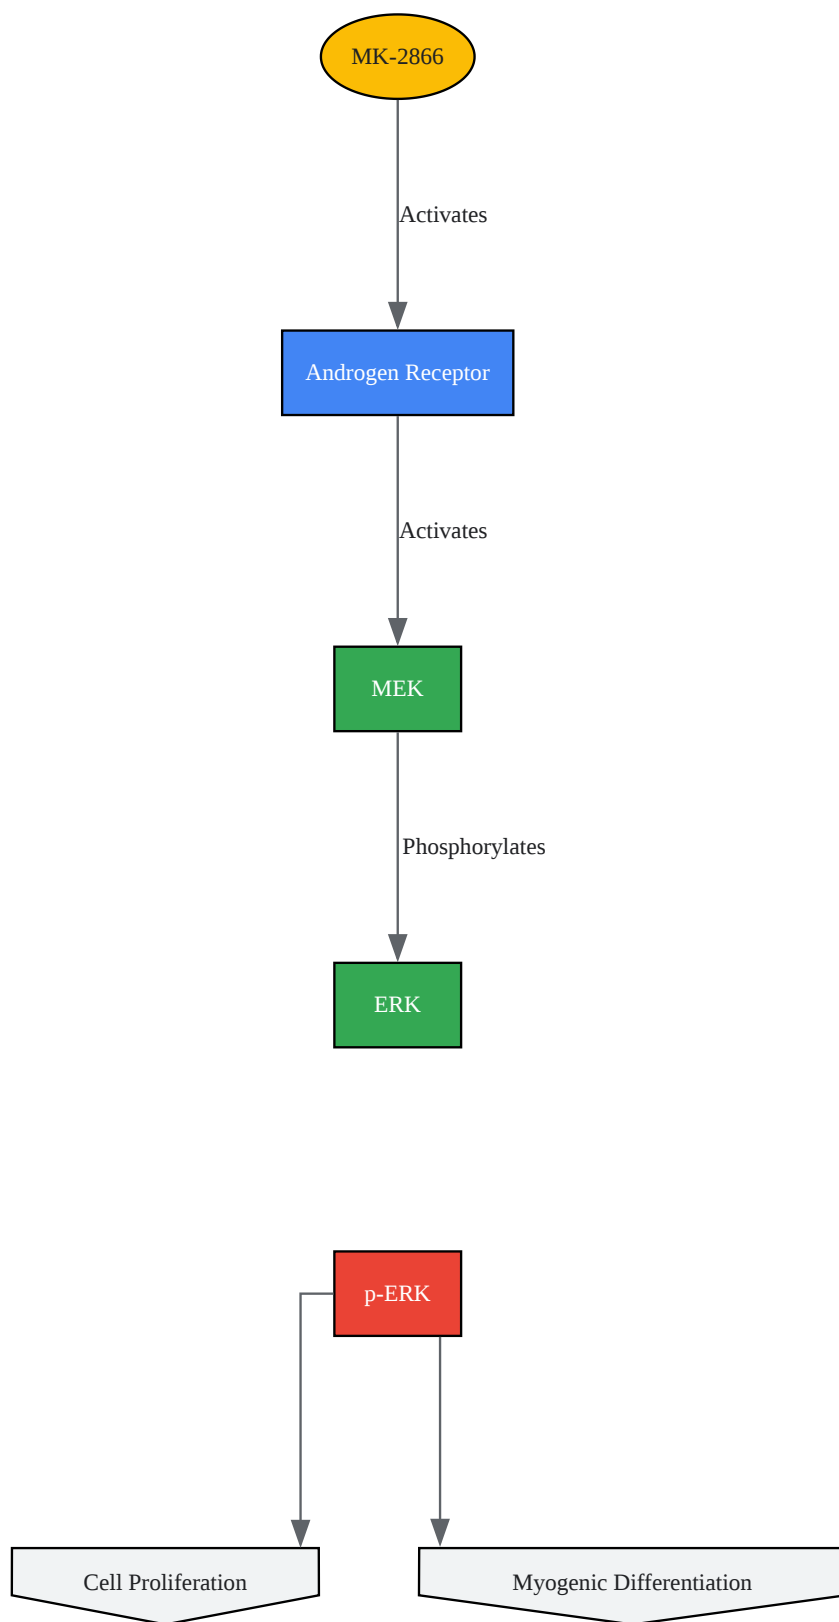 MK-2866
Activates
Androgen Receptor
Activates
MEK
Phosphorylates
ERK
p-ERK
Cell Proliferation
Myogenic Differentiation